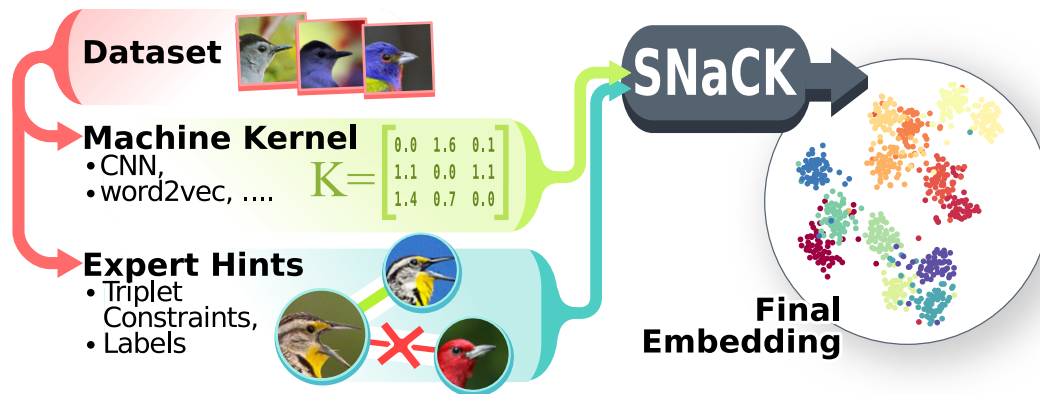 Dataset
Machine Kernel
• CNN,
• word2vec, ....
K=
0.0 1.6 0.1
1.1 0.0 1.1
1.4 0.7 0.0
Expert Hints
• Triplet
Constraints,
• Labels
SNaCK
Final
Embedding